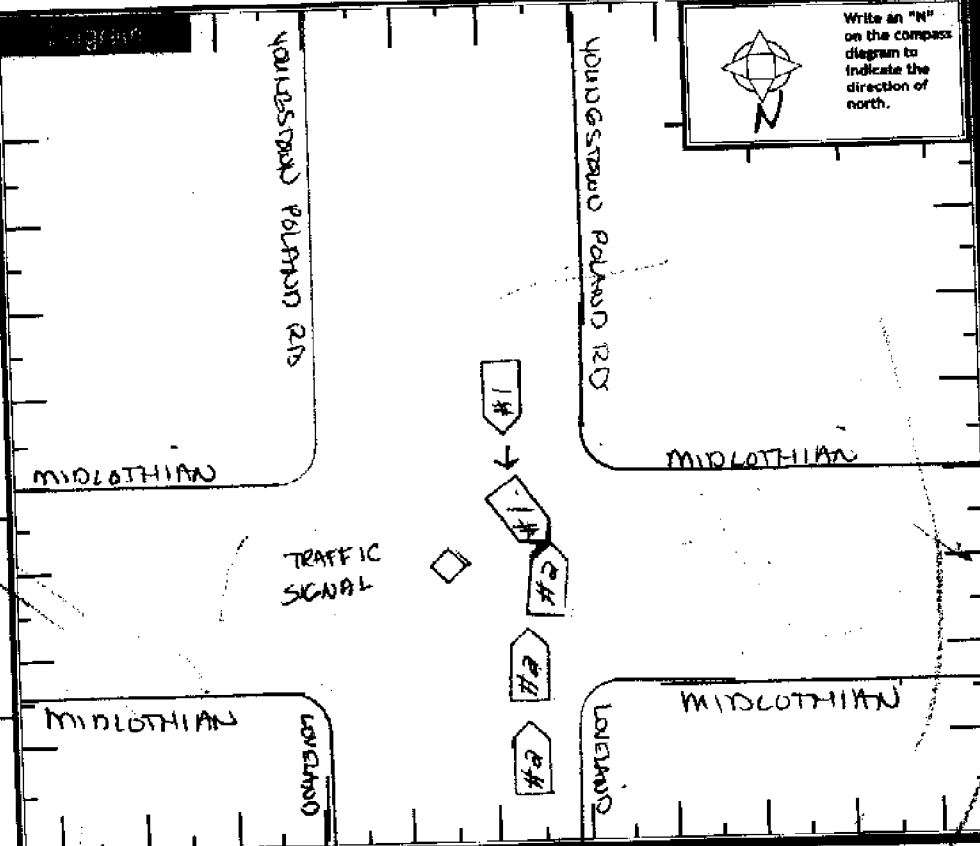 Diagram
Write an "N"
on the compass
diagram to
indicate the
direction of
north.
N
YOUNGSTOWN POLAND RD
YOUNGSTOWN POLAND RD
#1
MIDLOTHIAN
MIDLOTHIAN
#1
TRAFFIC
SIGNAL
#2
#2
MIDLOTHIAN
MIDLOTHIAN
LOVELAND
LOVELAND
#2